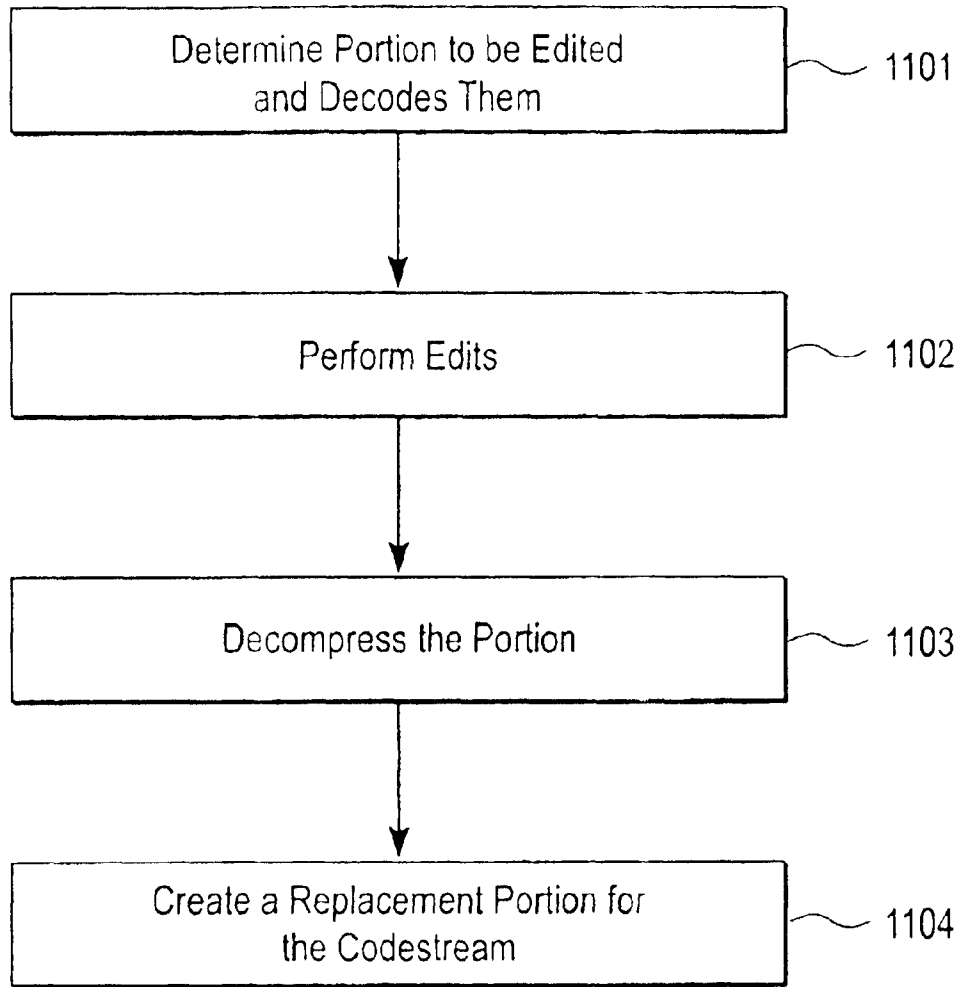 Determine Portion to be Edited
and Decodes Them
1101
Perform Edits
1102
Decompress the Portion
1103
Create a Replacement Portion for
the Codestream
1104